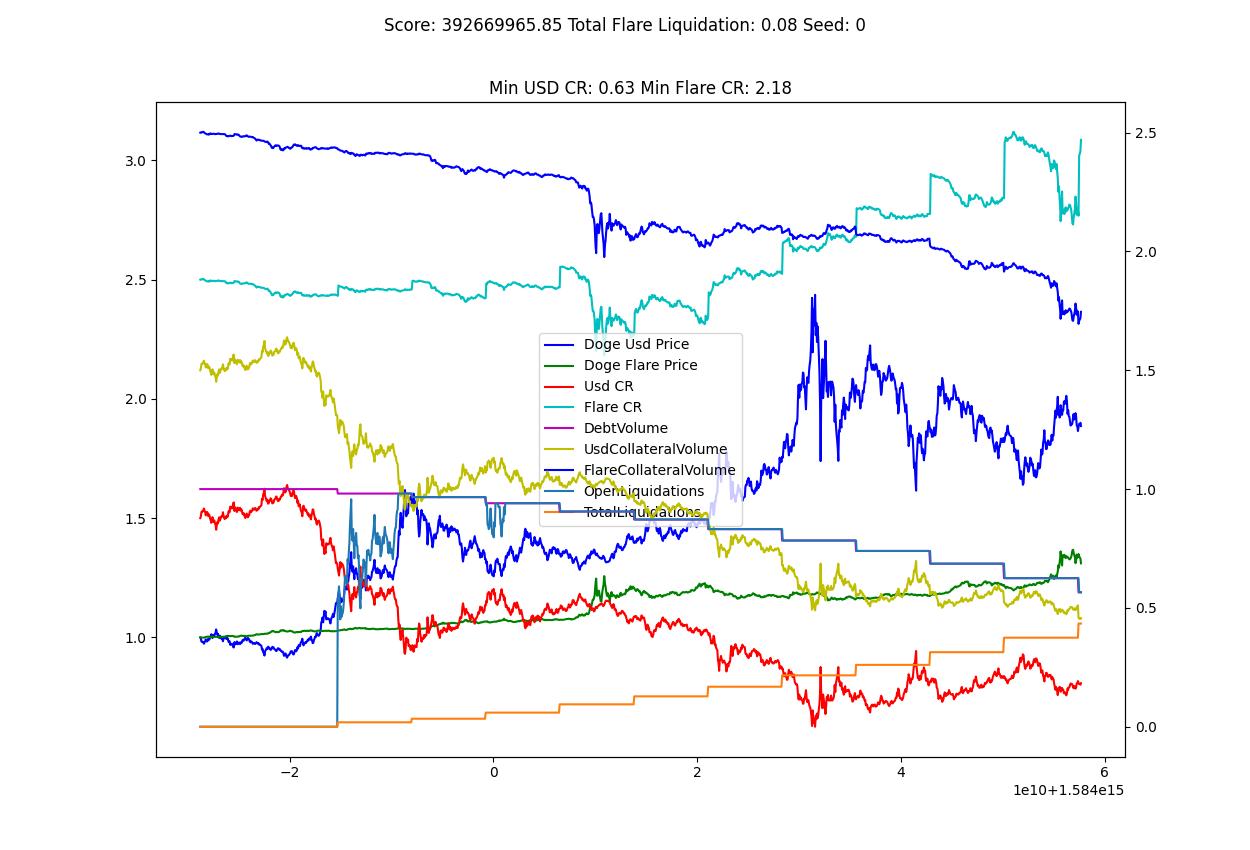 Score: 392669965.85 Total Flare Liquidation: 0.08 Seed: 0
Min USD CR: 0.63 Min Flare CR: 2.18
3.0
2.5
2.0
1.5
1.0
2.5
2.0
1.5
1.0
0.5
0.0
Doge Usd Price
Doge Flare Price
Usd CR
Flare CR
DebtVolume
UsdCollateralVolume
FlareCollateralVolume
OpenLiquidations
TotalLiquidations
−2
0
2
4
6
1e10+1.584e15